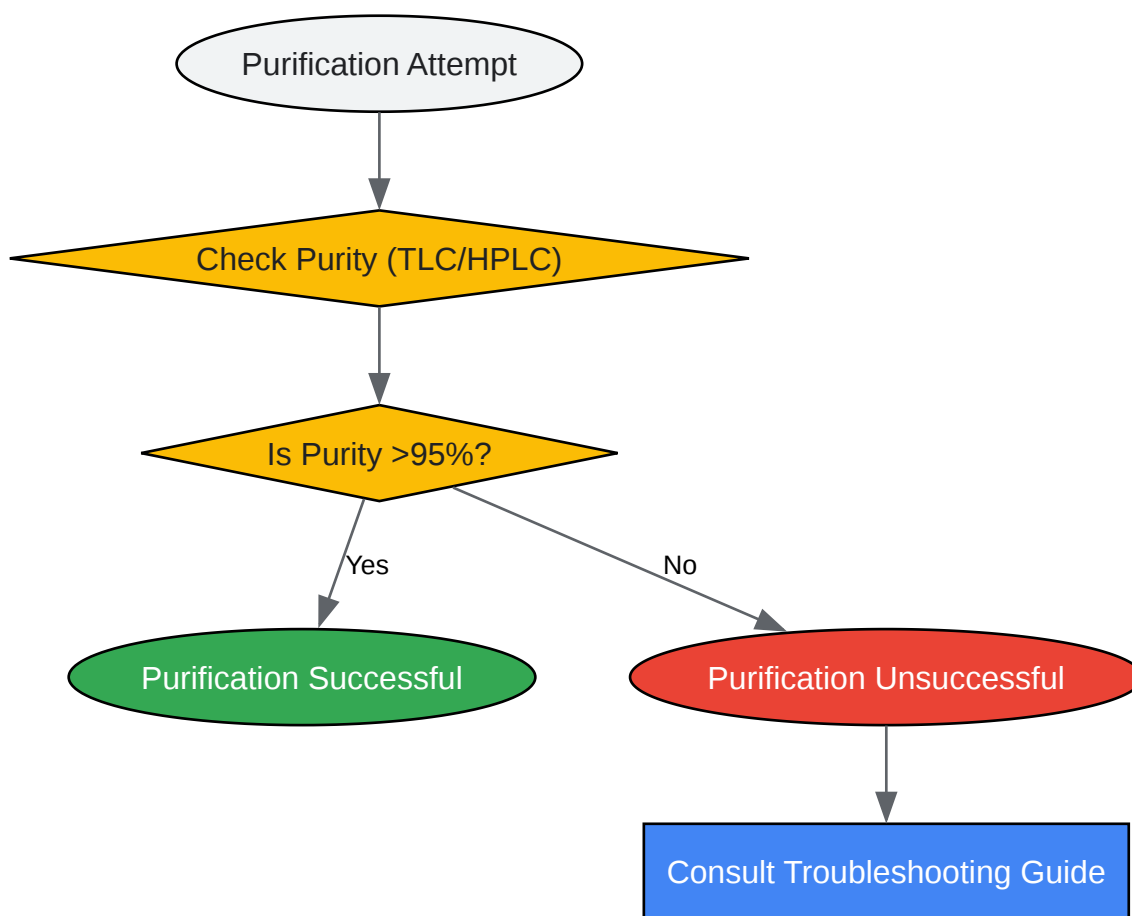 Purification Attempt
Check Purity (TLC/HPLC)
Is Purity >95%?
Yes
No
Purification Successful
Purification Unsuccessful
Consult Troubleshooting Guide